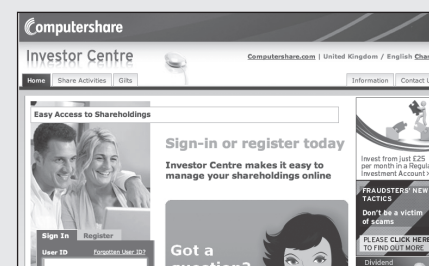 Computershare
Investor Centre
Computershare.com | United Kingdom / English
Home
Share Activities
Gilts
Information
Contact
Easy Access to Shareholdings
Sign-in or register today
Investor Centre makes it easy to
manage your shareholdings online
Sign In
Register
User ID
Forgotten User ID?
Got a
question?
Invest from just £25
per month in a
Investment Account
FRAUDSTERS' NEW
TACTICS
Don't be a victim
of scams
PLEASE CLICK HERE
TO FIND OUT MORE
Dividend